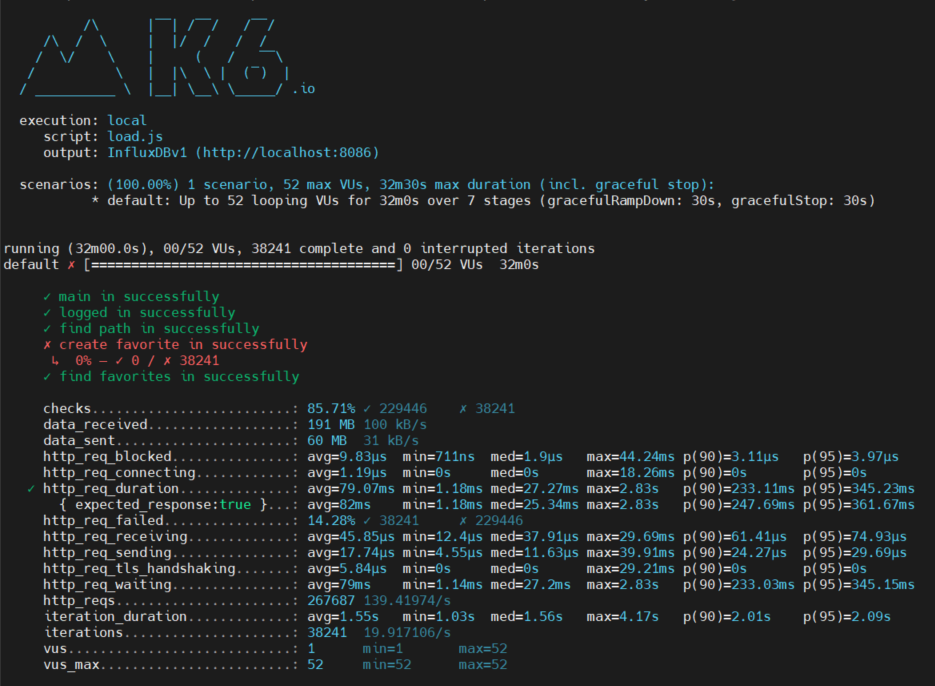 .io
execution: local
script: load.js
output: InfluxDBv1 (http://localhost:8086)
scenarios: (100.00%) 1 scenario, 52 max VUs, 32m30s max duration (incl. graceful stop):
* default: Up to 52 looping VUs for 32m0s over 7 stages (gracefulRampDown: 30s, gracefulStop: 30s)
running (32m00.0s), 00/52 VUs, 38241 complete and 0 interrupted iterations
default ✗ [======================================] 00/52 VUs  32m0s
✓ main in successfully
✓ logged in successfully
✓ find path in successfully
✗ create favorite in successfully
↳  0% — ✓ 0 / ✗ 38241
✓ find favorites in successfully
checks.........................: 85.71% ✓ 229446    ✗ 38241
data_received..................: 191 MB 100 kB/s
data_sent......................: 60 MB  31 kB/s
http_req_blocked...............: avg=9.83µs  min=711ns  med=1.9µs   max=44.24ms p(90)=3.11µs   p(95)=3.97µs
http_req_connecting............: avg=1.19µs  min=0s     med=0s      max=18.26ms p(90)=0s       p(95)=0s
✓ http_req_duration..............: avg=79.07ms min=1.18ms med=27.27ms max=2.83s   p(90)=233.11ms p(95)=345.23ms
{ expected_response:true }...: avg=82ms    min=1.18ms med=25.34ms max=2.83s   p(90)=247.69ms p(95)=361.67ms
http_req_failed................: 14.28% ✓ 38241     ✗ 229446
http_req_receiving.............: avg=45.85µs min=12.4µs med=37.91µs max=29.69ms p(90)=61.41µs  p(95)=74.93µs
http_req_sending...............: avg=17.74µs min=4.55µs med=11.63µs max=39.91ms p(90)=24.27µs  p(95)=29.69µs
http_req_tls_handshaking.......: avg=5.84µs  min=0s     med=0s      max=29.21ms p(90)=0s       p(95)=0s
http_req_waiting...............: avg=79ms    min=1.14ms med=27.2ms  max=2.83s   p(90)=233.03ms p(95)=345.15ms
http_reqs......................: 267687 139.41974/s
iteration_duration.............: avg=1.55s   min=1.03s  med=1.56s   max=4.17s   p(90)=2.01s    p(95)=2.09s
iterations.....................: 38241  19.917106/s
vus............................: 1      min=1       max=52
vus_max........................: 52     min=52      max=52